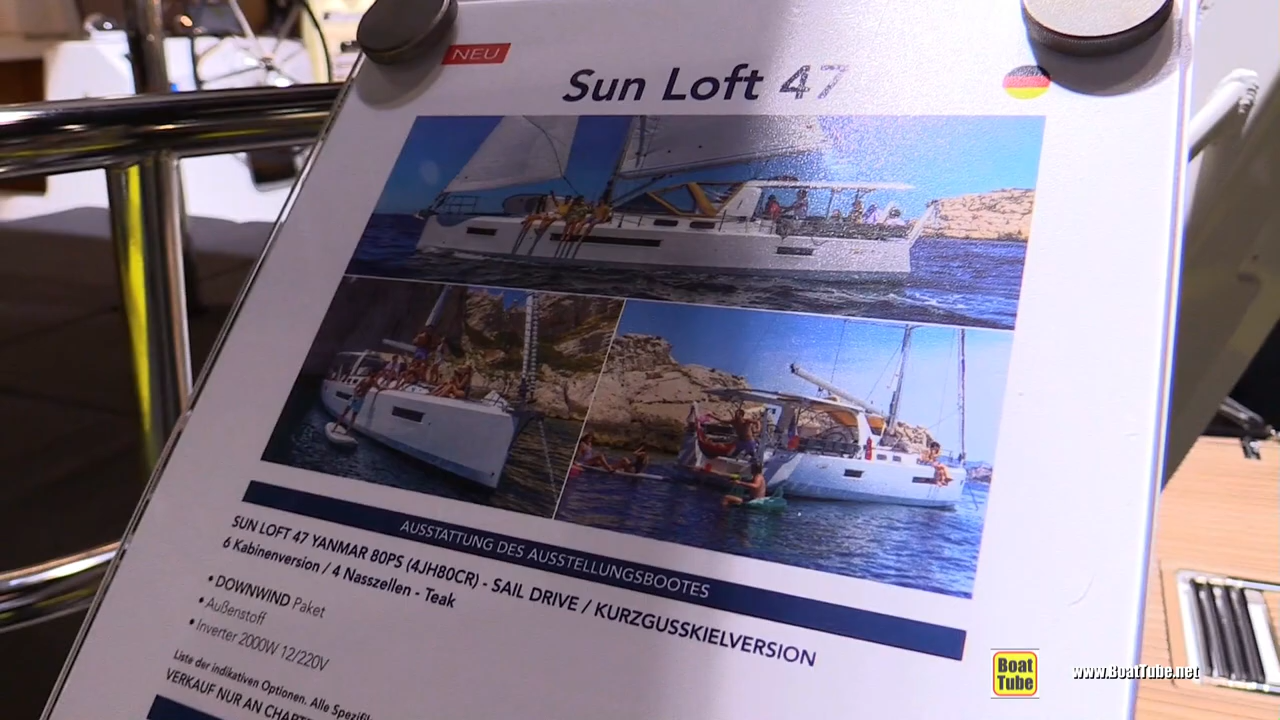 NEU
Sun Loft 47
AUSSTATTUNG DES AUSSTELLUNGSBOOTES
SUN LOFT 47 YANMAR 80PS (4JH80CR) - SAIL DRIVE / KURZGUSSKIELVERSION
6 Kabinenversion / 4 Nasszellen - Teak
• DOWNWIND Paket
• Außenstoff
• Inverter 2000W 12/220V
Liste der indikativen Optionen. Alle
VERKAUF NUR AN
Boat
Tube
www.BoatTube.net